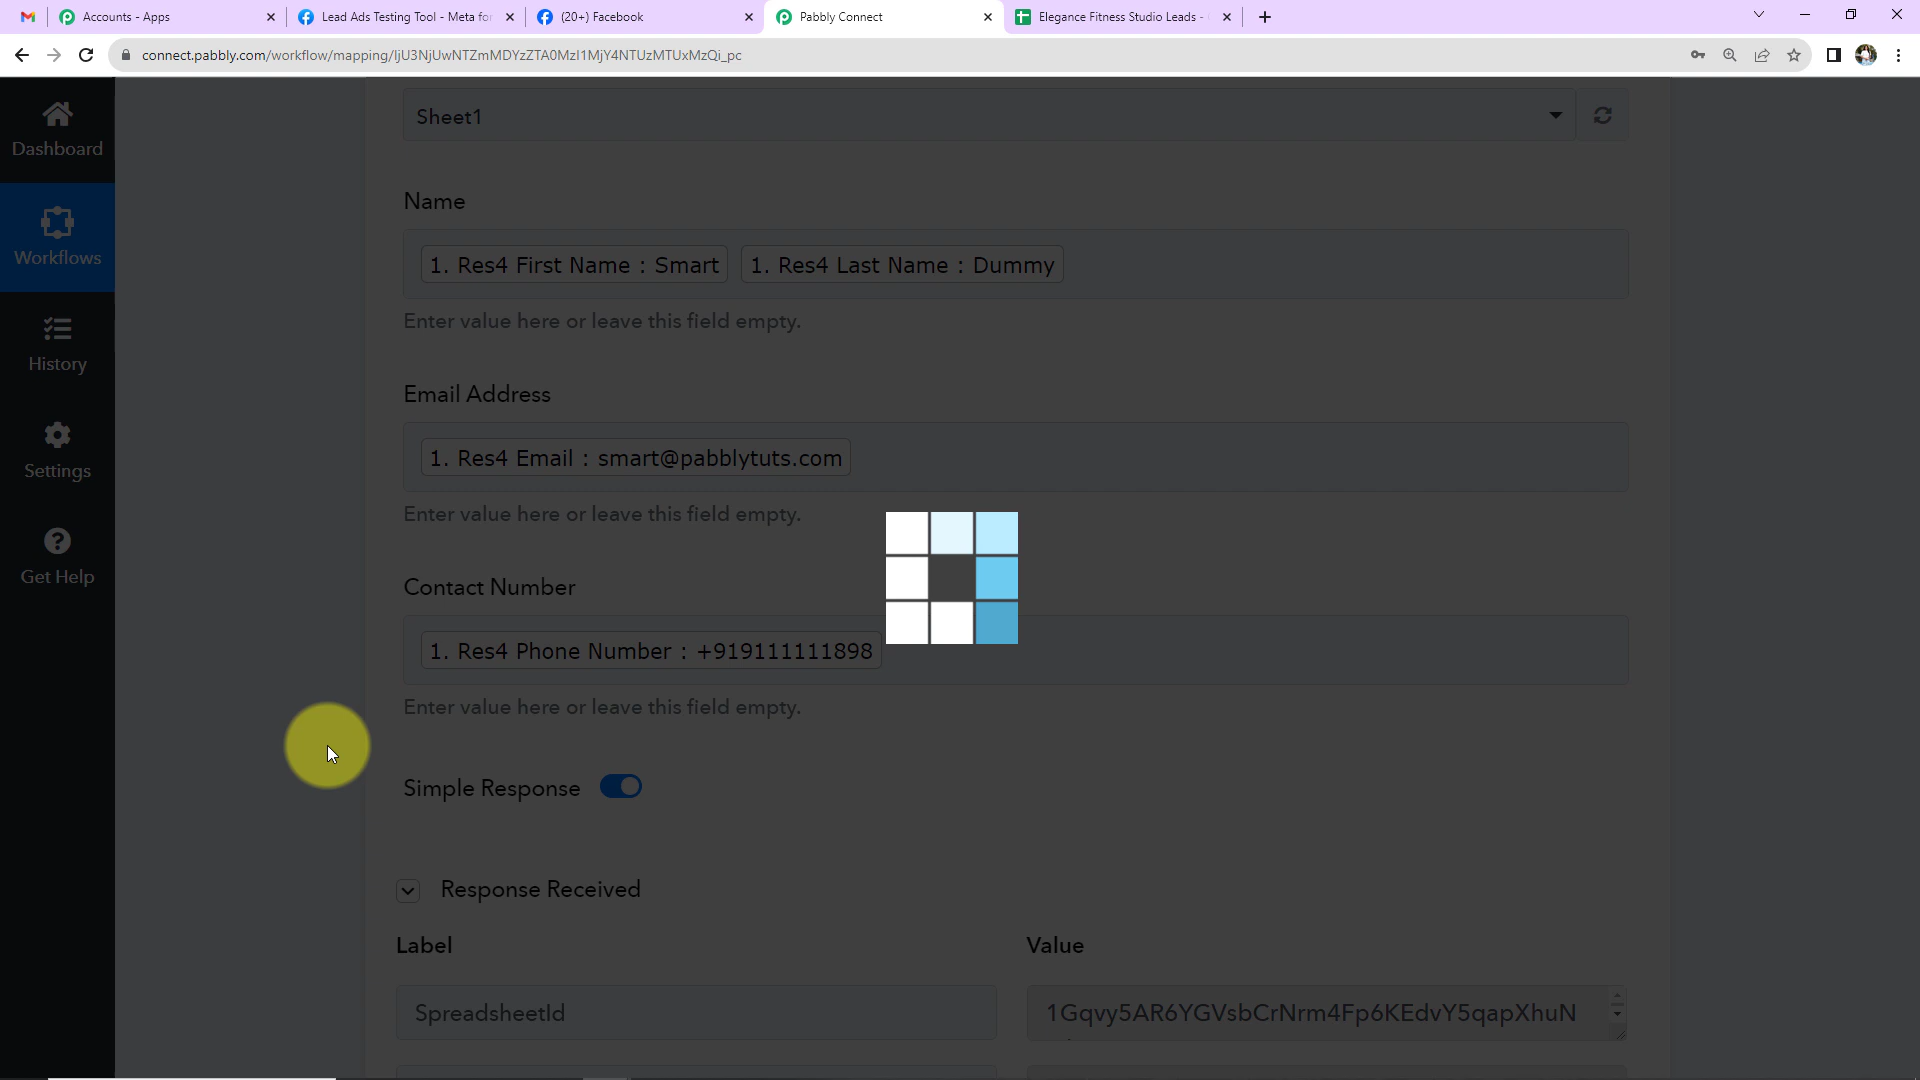 Accounts - Apps
Lead Ads Testing Tool - Meta for
(20+) Facebook
Pabbly Connect
Elegance Fitness Studio Leads -
connect.pabbly.com/workflow/mapping/IjU3NjUwNTZmMDYzZTA0MzI1MjY4NTUzMTUxMzQi_pc
Dashboard
Workflows
History
Settings
Get Help
Sheet1
Name
1. Res4 First Name : Smart
1. Res4 Last Name : Dummy
Enter value here or leave this field empty.
Email Address
1. Res4 Email : smart@pabblytuts.com
Enter value here or leave this field empty.
Contact Number
1. Res4 Phone Number : +919111111898
Enter value here or leave this field empty.
Simple Response
Response Received
Label
Value
SpreadsheetId
1Gqvy5AR6YGVsbCrNrm4Fp6KEdvY5qapXhuN